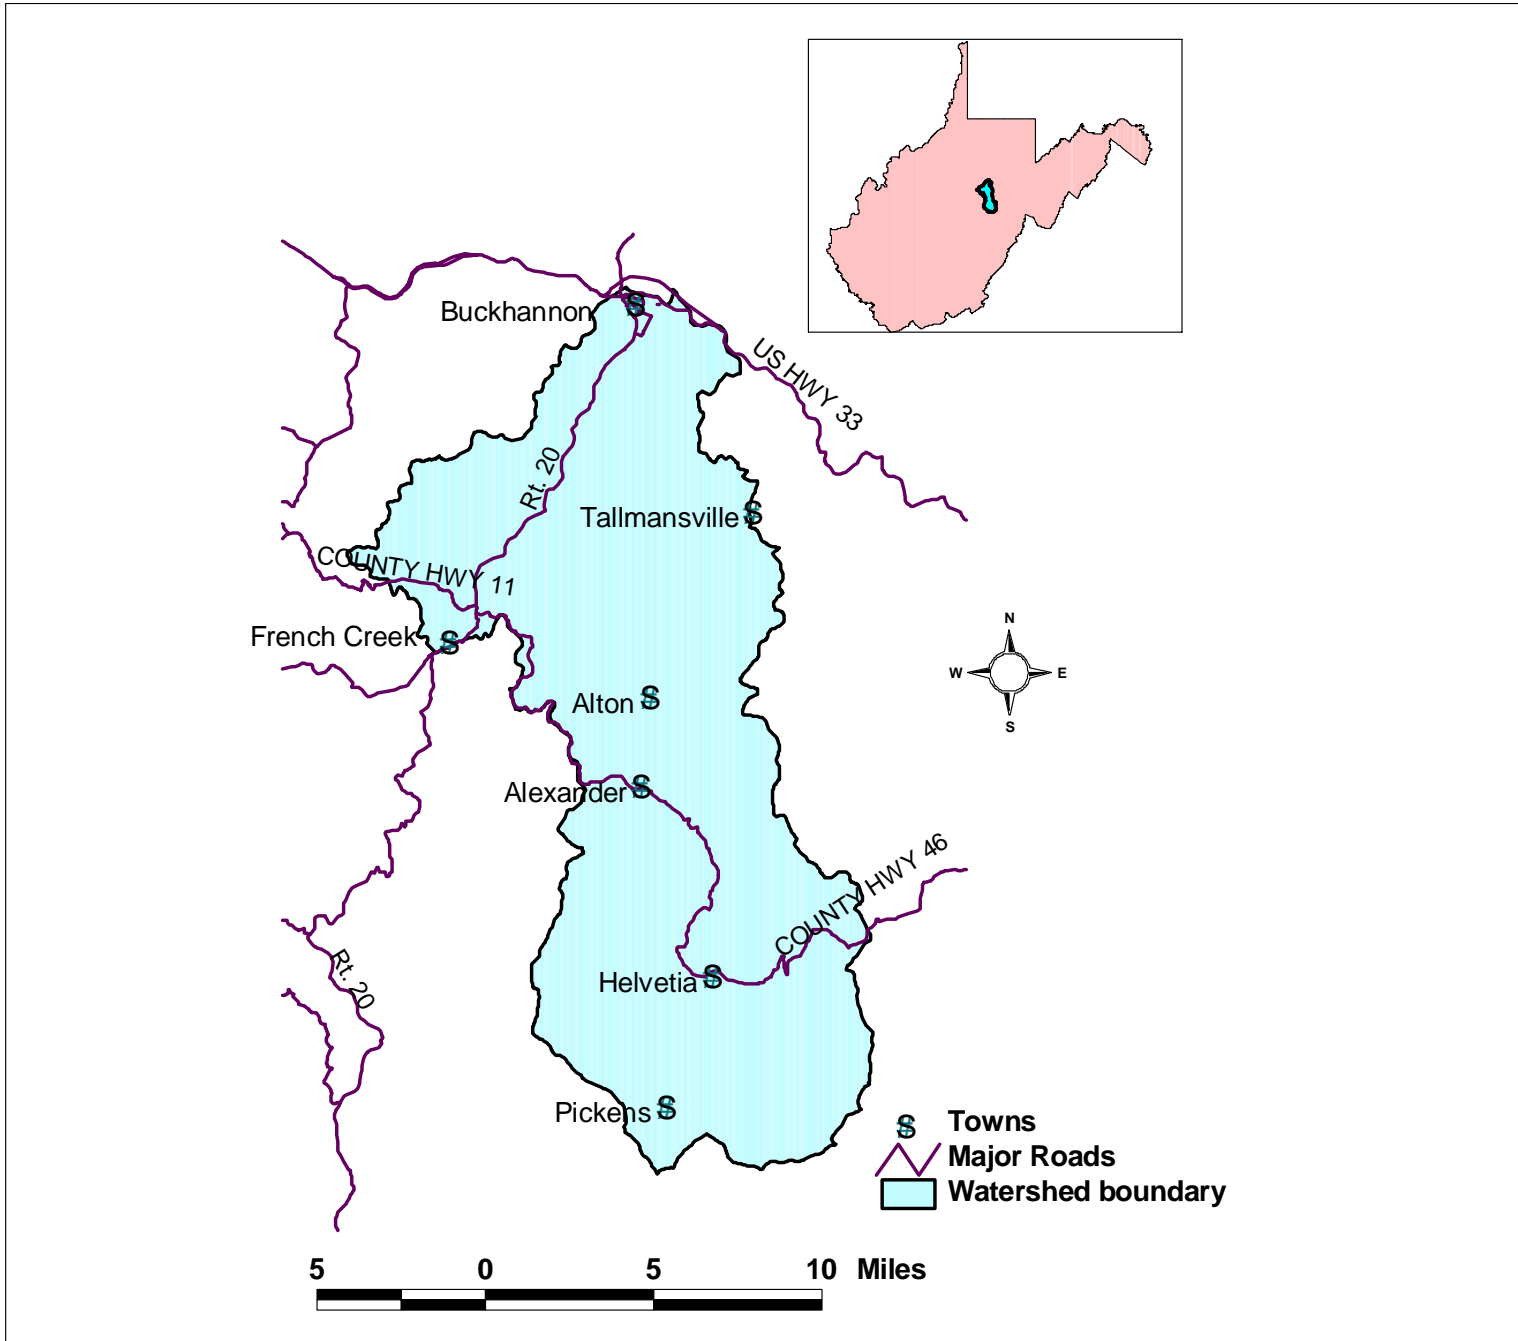 Buckhannon
US HWY 33
Rt. 20
Tallmansville
COUNTY HWY 11
French Creek
N
W E
S
Alton
Alexander
COUNTY HWY 46
Rt. 20
Helvetia
Pickens
Towns
Major Roads
Watershed boundary
5 0 5 10 Miles